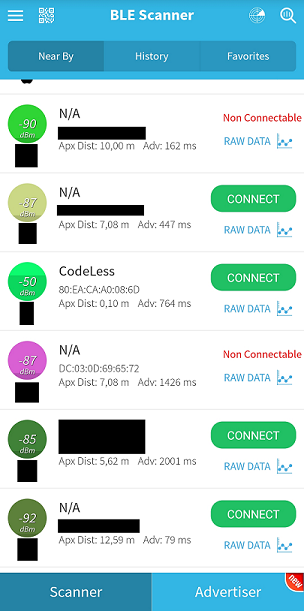 BLE Scanner
Near By
History
Favorites
-90
dBm
N/A
Apx Dist: 10,00 m Adv: 162 ms
Non Connectable
RAW DATA
-87
dBm
N/A
Apx Dist: 7,08 m Adv: 447 ms
CONNECT
RAW DATA
-50
dBm
CodeLess
80:EA:CA:A0:08:6D
Apx Dist: 0,10 m Adv: 764 ms
CONNECT
RAW DATA
-87
dBm
N/A
DC:03:0D:69:65:72
Apx Dist: 7,08 m Adv: 1426 ms
Non Connectable
RAW DATA
-85
dBm
Apx Dist: 5,62 m Adv: 2001 ms
CONNECT
RAW DATA
-92
dBm
N/A
Apx Dist: 12,59 m Adv: 79 ms
CONNECT
RAW DATA
Scanner
Advertiser
new